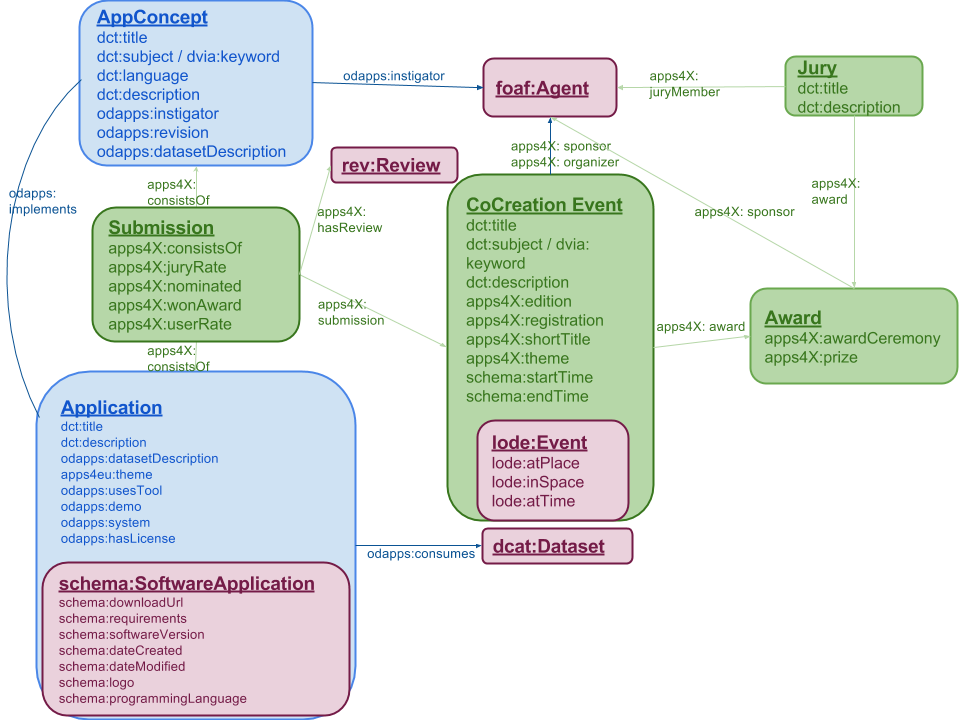 AppConcept
dct:title
dct:subject / dvia:keyword
dct:language
dct:description
odapps:instigator
odapps:revision
odapps:datasetDescription
odapps:instigator
foaf:Agent
apps4X:
juryMember
Jury
dct:title
dct:description
apps4X: sponsor
apps4X: organizer
rev:Review
odapps:
implements
apps4X:
consistsOf
apps4X:
hasReview
apps4X:
award
apps4X: sponsor
Submission
apps4X:consistsOf
apps4X:juryRate
apps4X:nominated
apps4X:wonAward
apps4X:userRate
apps4X:
submission
CoCreation Event
dct:title
dct:subject / dvia:
keyword
dct:description
apps4X:edition
apps4X:registration
apps4X:shortTitle
apps4X:theme
schema:startTime
schema:endTime
apps4X: award
Award
apps4X:awardCeremony
apps4X:prize
apps4X:
consistsOf
lode:Event
lode:atPlace
lode:inSpace
lode:atTime
Application
dct:title
dct:description
odapps:datasetDescription
apps4eu:theme
odapps:usesTool
odapps:demo
odapps:system
odapps:hasLicense
odapps:consumes
dcat:Dataset
schema:SoftwareApplication
schema:downloadUrl
schema:requirements
schema:softwareVersion
schema:dateCreated
schema:dateModified
schema:logo
schema:programmingLanguage